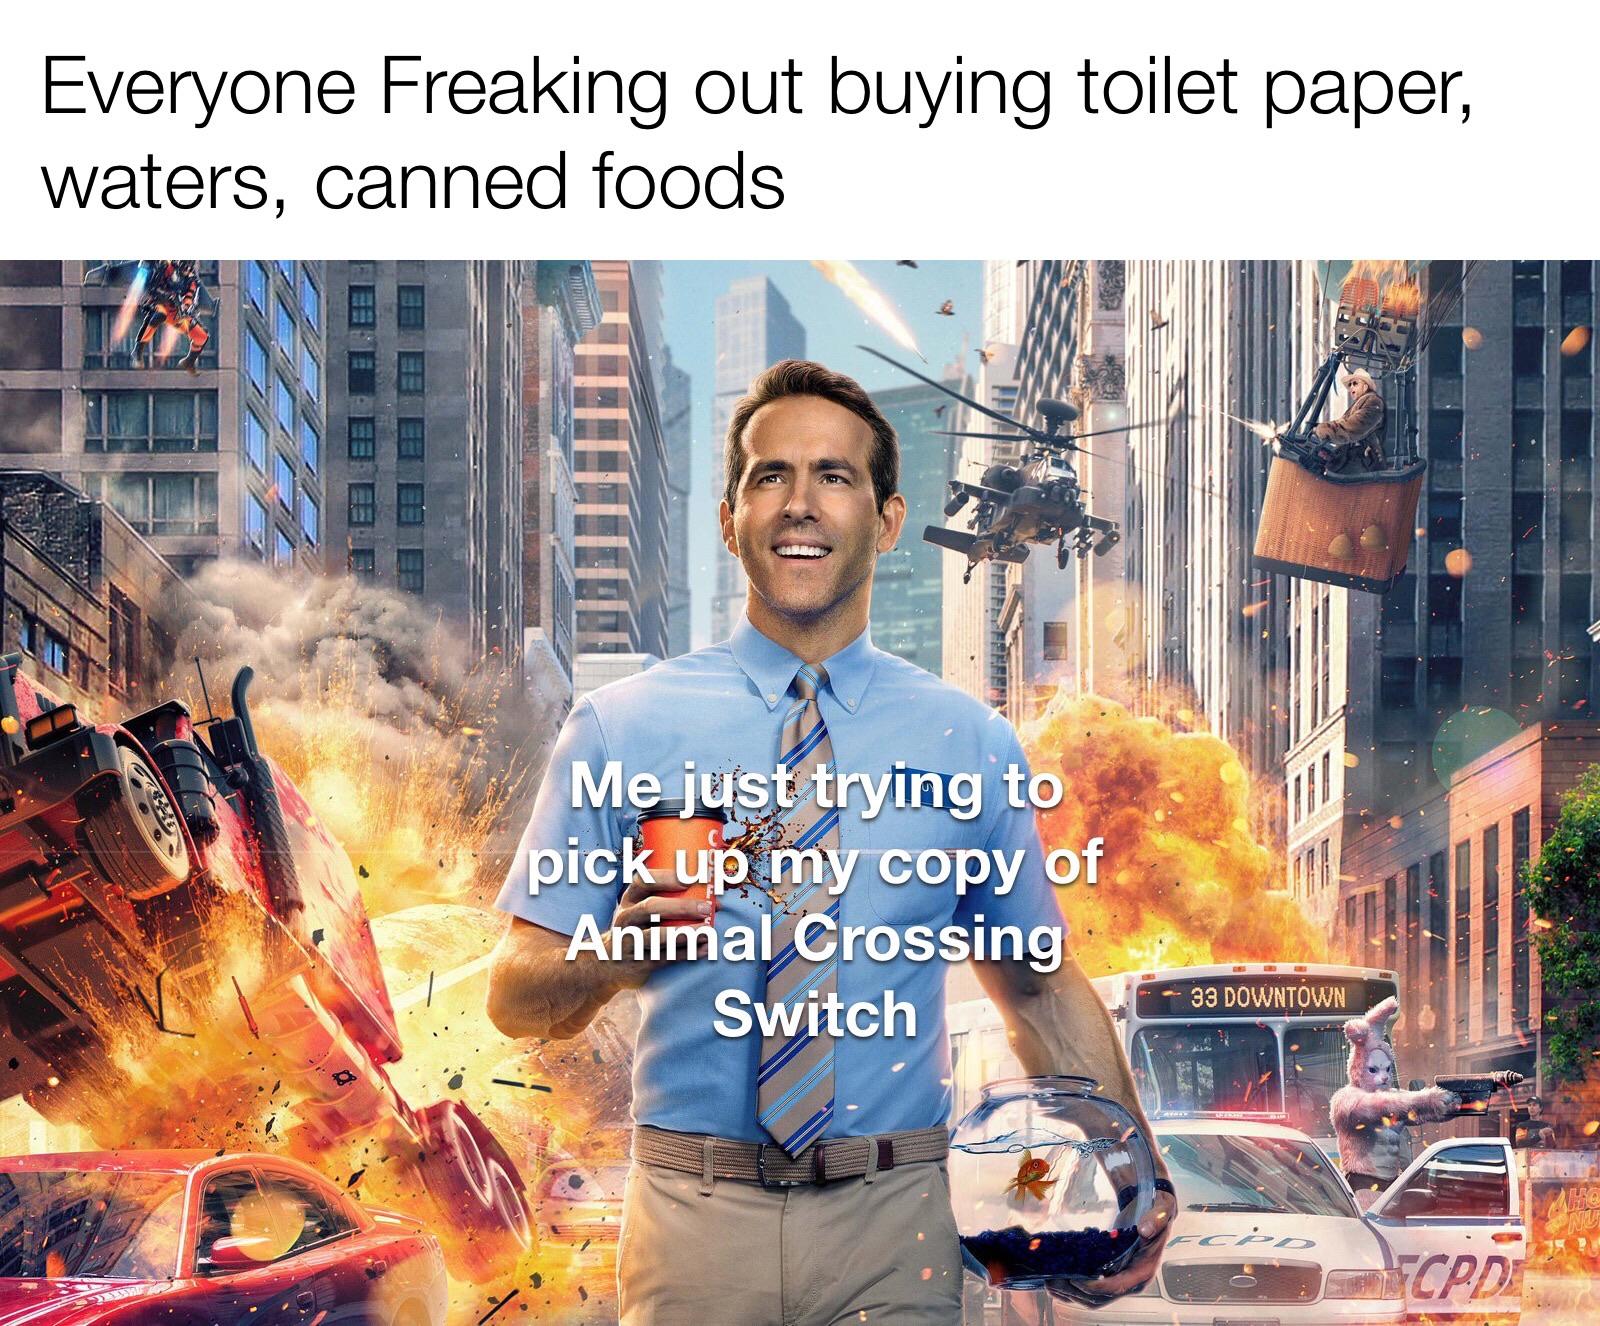 Everyone Freaking out buying toilet paper,
waters, canned foods
Me just trying to
pick up my copy of
Animal Crossing
Switch
33 DOWNTOWN
FCPD
FCPD